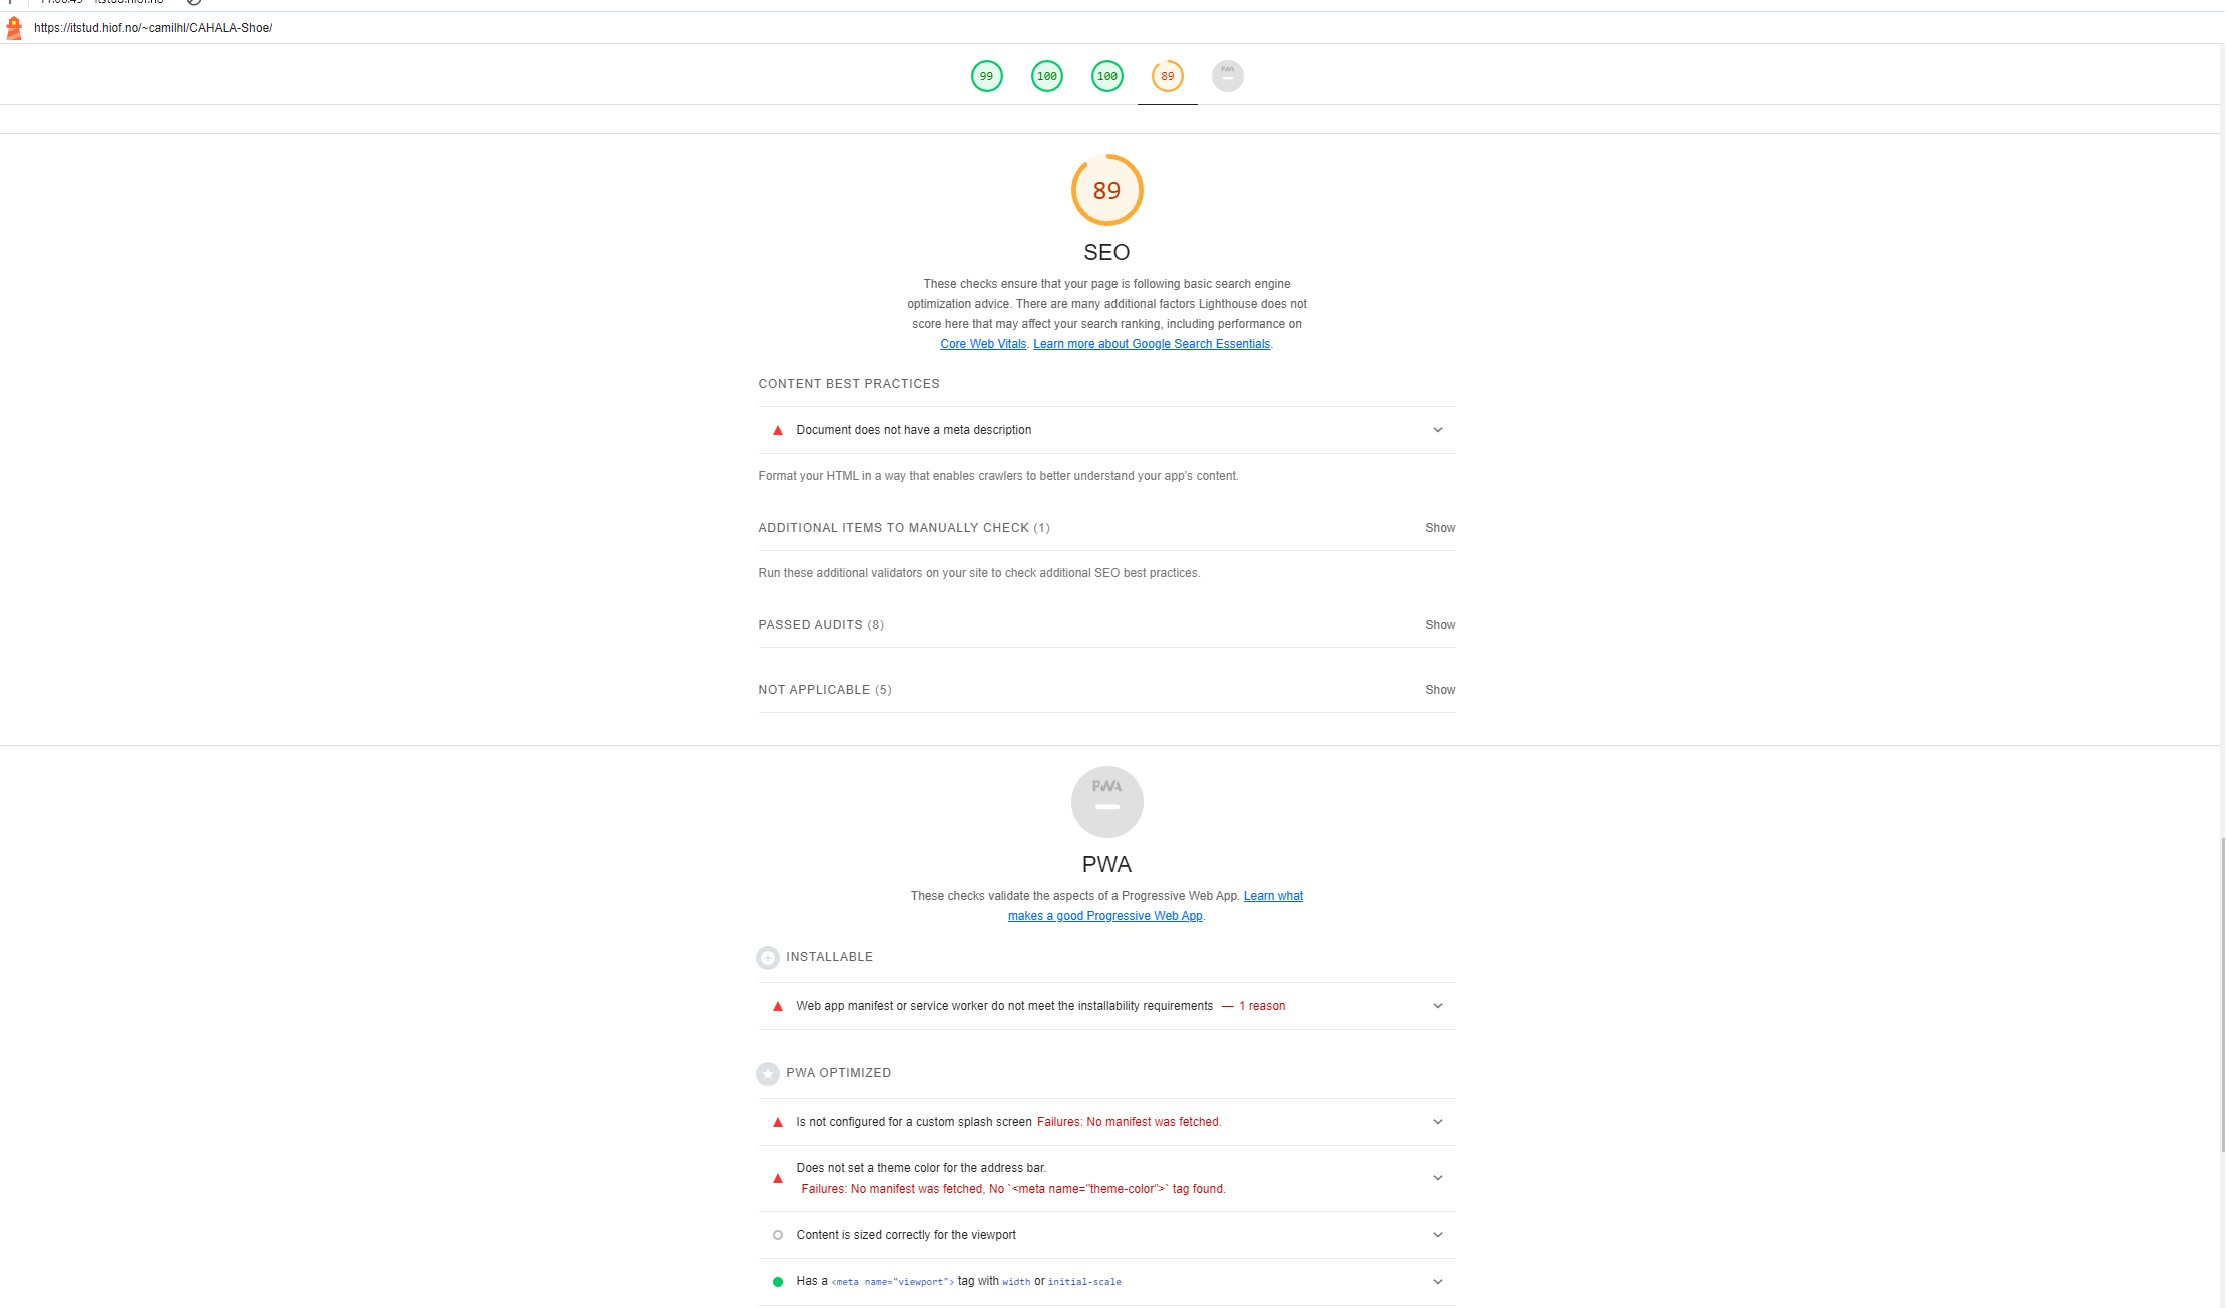 https://itstud.hiof.no/~camilhl/CAHALA-Shoe/
99 100 100 89 PWA
89
SEO
These checks ensure that your page is following basic search engine
optimization advice. There are many additional factors Lighthouse does not
score here that may affect your search ranking, including performance on
Core Web Vitals. Learn more about Google Search Essentials.
CONTENT BEST PRACTICES
Document does not have a meta description
Format your HTML in a way that enables crawlers to better understand your app's content.
ADDITIONAL ITEMS TO MANUALLY CHECK (1) Show
Run these additional validators on your site to check additional SEO best practices.
PASSED AUDITS (8) Show
NOT APPLICABLE (5) Show
PWA
PWA
These checks validate the aspects of a Progressive Web App. Learn what
makes a good Progressive Web App.
INSTALLABLE
Web app manifest or service worker do not meet the installability requirements — 1 reason
PWA OPTIMIZED
Is not configured for a custom splash screen Failures: No manifest was fetched.
Does not set a theme color for the address bar.
Failures: No manifest was fetched, No `<meta name="theme-color">` tag found.
Content is sized correctly for the viewport
Has a <meta name="viewport"> tag with width or initial-scale